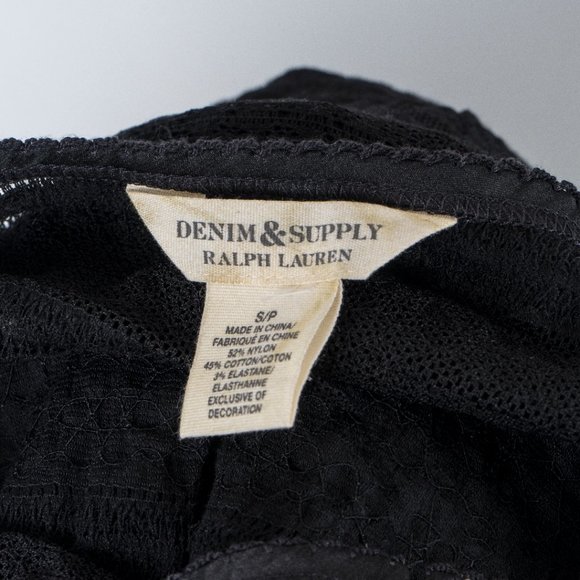 DENIM & SUPPLY
RALPH LAUREN
S/P
MADE IN CHINA/
FABRIQUÉ EN CHINE
52% NYLON
45% COTTON/COTON
3% ELASTANE/
ELASTHANNE
EXCLUSIVE OF
DECORATION